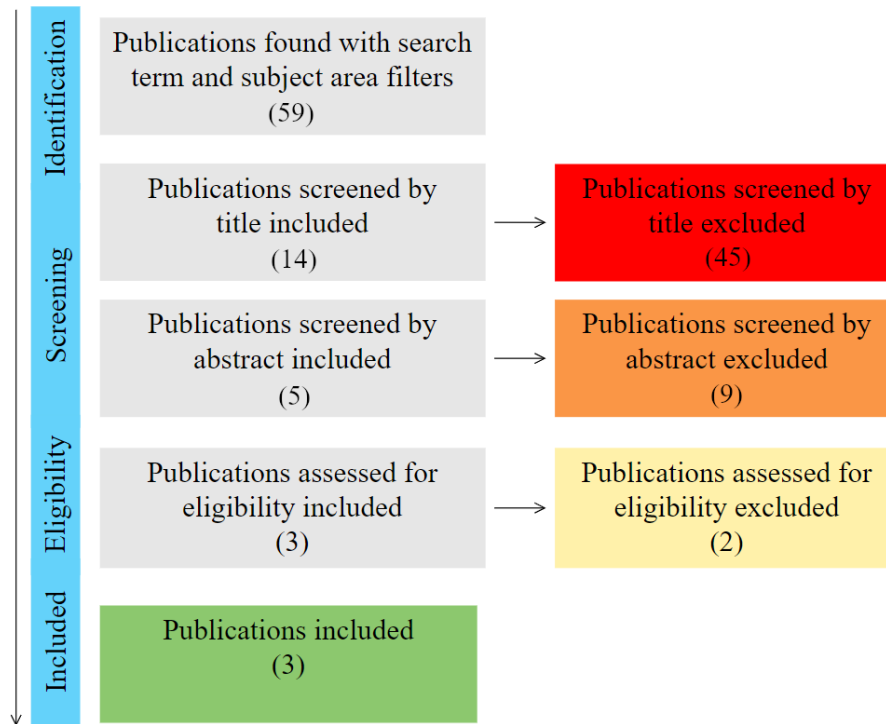 Identification
Publications found with search
term and subject area filters
(59)
Screening
Publications screened by
title included
(14)
Publications screened by
title excluded
(45)
Publications screened by
abstract included
(5)
Publications screened by
abstract excluded
(9)
Eligibility
Publications assessed for
eligibility included
(3)
Publications assessed for
eligibility excluded
(2)
Included
Publications included
(3)